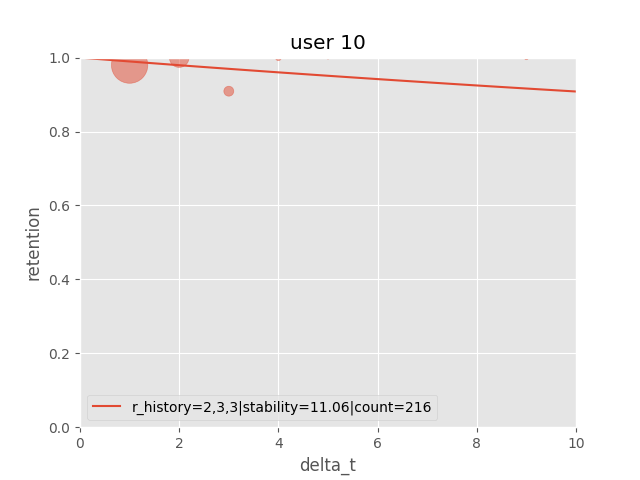 user 10
1.0
0.8
0.6
0.4
0.2
0.0
retention
r_history=2,3,3|stability=11.06|count=216
0 2 4 6 8 10
delta_t